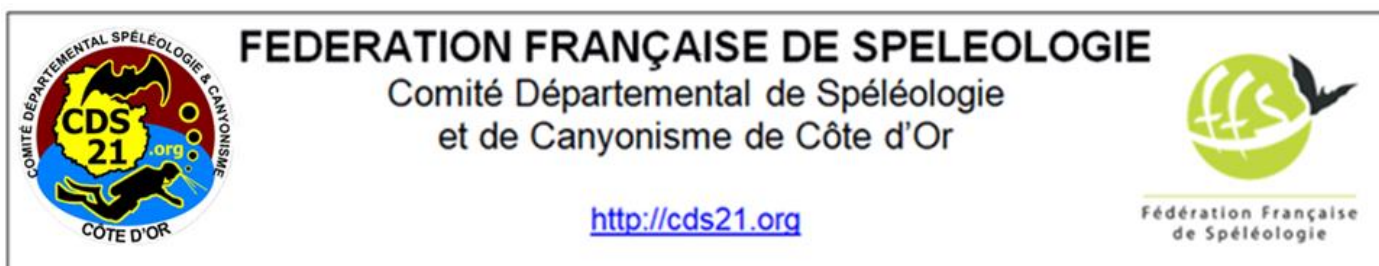 COMITÉ DÉPARTEMENTAL SPÉLÉOLOGIE & CANYONISME
CDS
21
.org
CÔTE D'OR
FEDERATION FRANÇAISE DE SPELEOLOGIE
Comité Départemental de Spéléologie
et de Canyonisme de Côte d'Or
http://cds21.org
ffs
Fédération Française
de Spéléologie